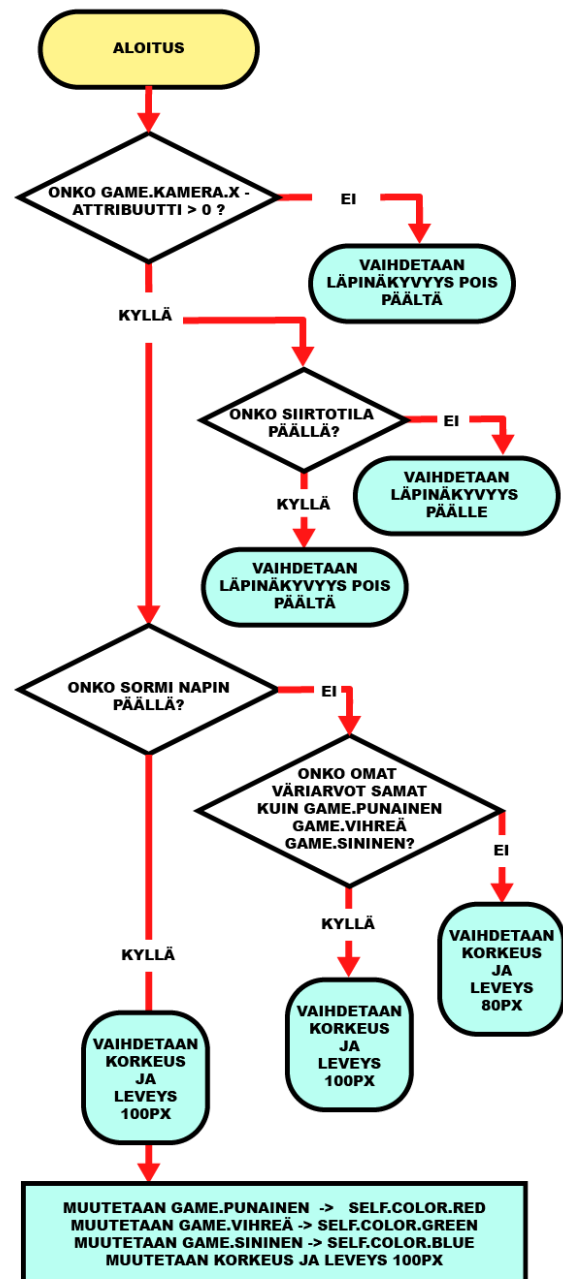 ALOITUS
ONKO GAME.KAMERA.X -
ATTRIBUUTTI > 0 ?
EI
VAIHDETAAN
LÄPINÄKYVYYS POIS
PÄÄLTÄ
KYLLÄ
ONKO SIIRTOTILA
PÄÄLLÄ?
EI
VAIHDETAAN
LÄPINÄKYVYYS
PÄÄLLE
KYLLÄ
VAIHDETAAN
LÄPINÄKYVYYS POIS
PÄÄLTÄ
ONKO SORMI NAPIN
PÄÄLLÄ?
EI
ONKO OMAT
VÄRIARVOT SAMAT
KUIN GAME.PUNAINEN
GAME.VIHREÄ
GAME.SININEN?
EI
VAIHDETAAN
KORKEUS
JA
LEVEYS
80PX
KYLLÄ
VAIHDETAAN
KORKEUS
JA
LEVEYS
100PX
KYLLÄ
VAIHDETAAN
KORKEUS
JA
LEVEYS
100PX
MUUTETAAN GAME.PUNAINEN -> SELF.COLOR.RED
MUUTETAAN GAME.VIHREÄ -> SELF.COLOR.GREEN
MUUTETAAN GAME.SININEN -> SELF.COLOR.BLUE
MUUTETAAN KORKEUS JA LEVEYS 100PX